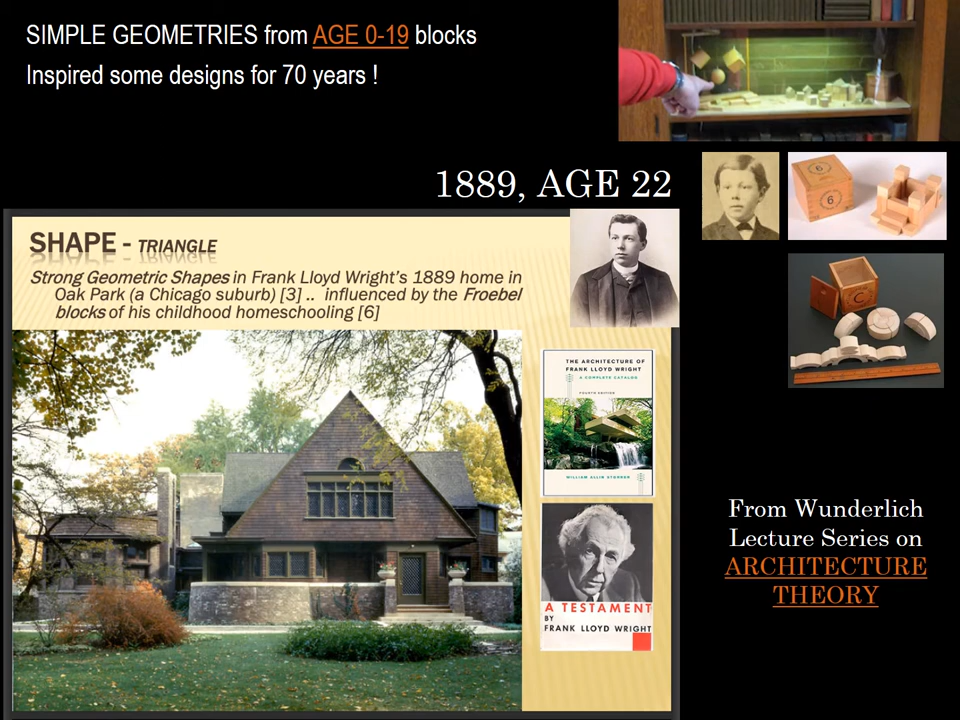 SIMPLE GEOMETRIES from AGE 0-19 blocks
Inspired some designs for 70 years !
1889, AGE 22
SHAPE - TRIANGLE
Strong Geometric Shapes in Frank Lloyd Wright's 1889 home in
Oak Park (a Chicago suburb) [3] .. influenced by the Froebel
blocks of his childhood homeschooling [6]
THE ARCHITECTURE OF
FRANK LLOYD WRIGHT
A COMPLETE CATALOG
FOURTH EDITION
WILLIAM ALLIN STORRER
A TESTAMENT
BY
FRANK LLOYD WRIGHT
6
6
C
From Wunderlich
Lecture Series on
ARCHITECTURE
THEORY